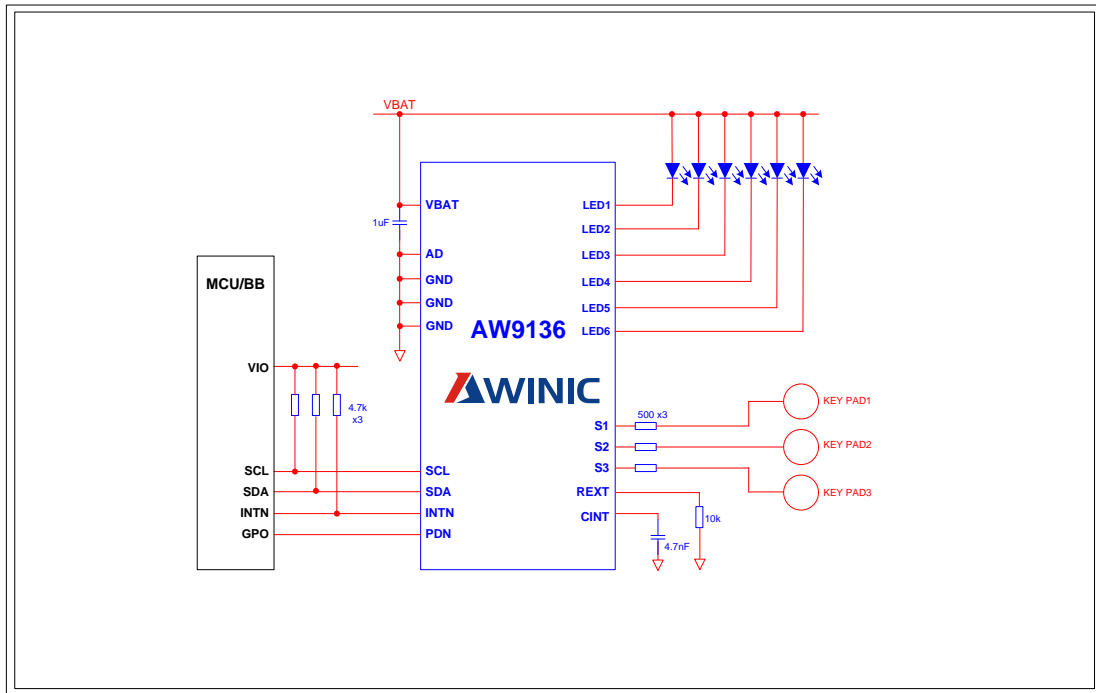 VBAT
VBAT
1uF
AD
GND
GND
GND
AW9136
AWINIC
LED1
LED2
LED3
LED4
LED5
LED6
MCU/BB
VIO
4.7k
x3
SCL
SDA
INTN
GPO
SCL
SDA
INTN
PDN
S1
S2
S3
REXT
CINT
500 x3
10k
4.7nF
KEY PAD1
KEY PAD2
KEY PAD3